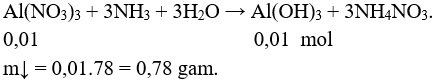 Al(NO3)3 + 3NH3 + 3H2O → Al(OH)3 + 3NH4NO3.
0,01 0,01 mol
m↓ = 0,01.78 = 0,78 gam.